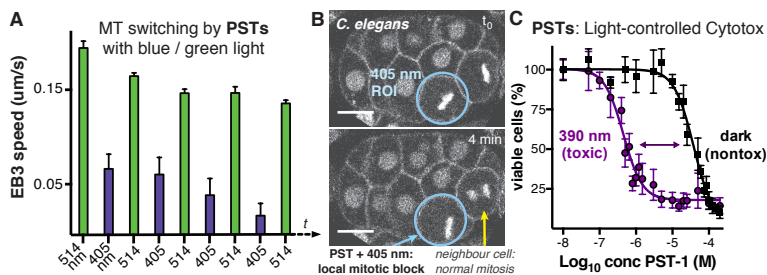 A
MT switching by PSTs
with blue / green light
EB3 speed (um/s)
0.15
0.05
514
nm
405
nm
514
405
514
405
514
405
514
t
B
C. elegans
t0
405 nm
ROI
4 min
PST + 405 nm:
local mitotic block
neighbour cell:
normal mitosis
C
PSTs: Light-controlled Cytotox
viable cells (%)
100
75
50
25
390 nm
(toxic)
dark
(nontox)
-8
-7
-6
-5
-4
Log10 conc PST-1 (M)